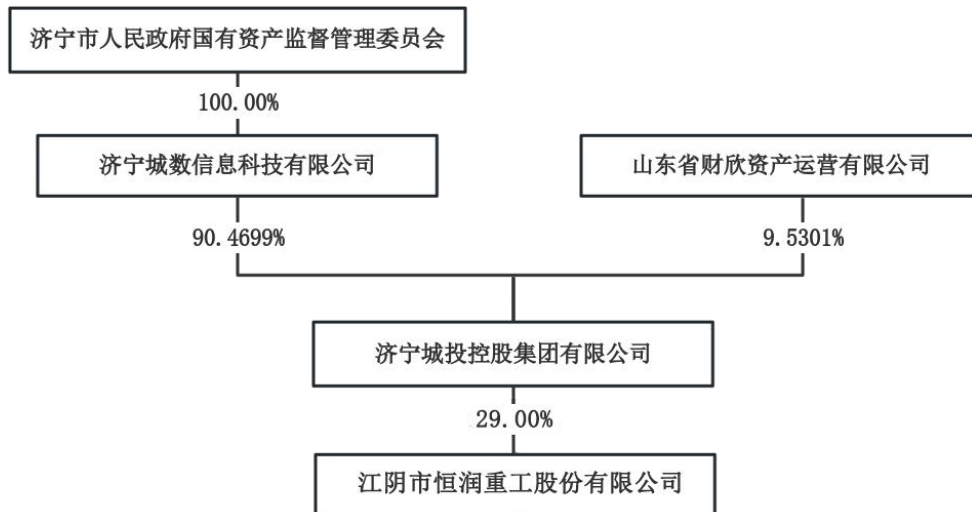 济宁市人民政府国有资产监督管理委员会
100.00%
济宁城数信息科技有限公司
山东省财欣资产运营有限公司
90.4699%
9.5301%
济宁城投控股集团有限公司
29.00%
江阴市恒润重工股份有限公司